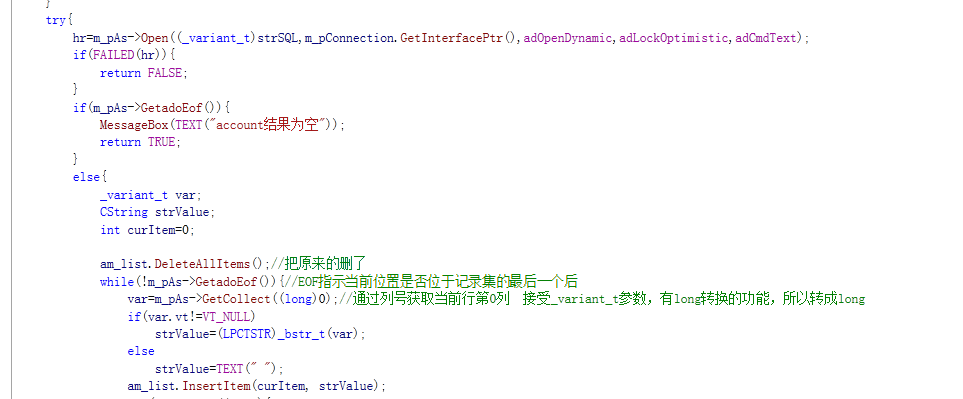 }
try{
hr=m_pAs->Open((_variant_t)strSQL,m_pConnection.GetInterfacePtr(),adOpenDynamic,adLockOptimistic,adCmdText);
if(FAILED(hr)){
return FALSE;
}
if(m_pAs->GetadoEof()){
MessageBox(TEXT("account结果为空"));
return TRUE;
}
else{
_variant_t var;
CString strValue;
int curItem=0;
am_list.DeleteAllItems();//把原来的删了
while(!m_pAs->GetadoEof()){//EOF指示当前位置是否位于记录集的最后一个后
var=m_pAs->GetCollect((long)0);//通过列号获取当前行第0列 接受_variant_t参数，有long转换的功能，所以转成long
if(var.vt!=VT_NULL)
strValue=(LPCTSTR)_bstr_t(var);
else
strValue=TEXT(" ");
am_list.InsertItem(curItem, strValue);